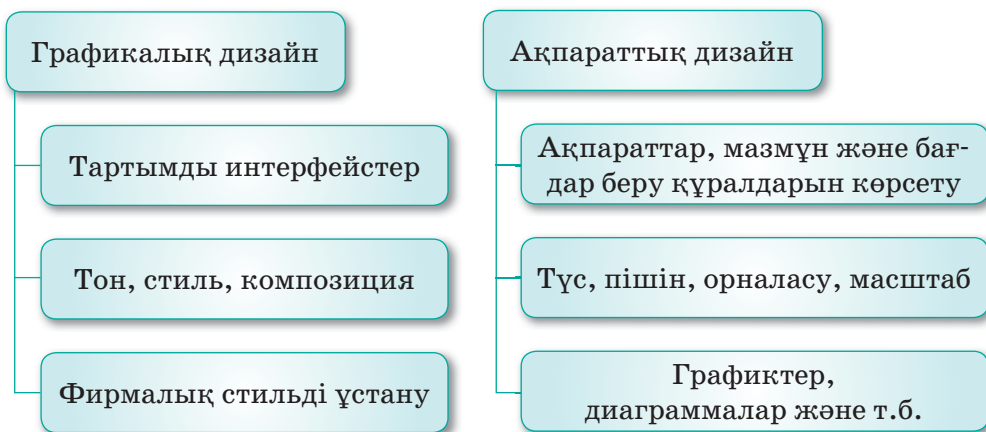 Графикалық дизайн
Тартымды интерфейстер
Тон, стиль, композиция
Фирмалық стильді ұстану
Ақпараттық дизайн
Ақпараттар, мазмұн және бағ-
дар беру құралдарын көрсету
Түс, пішін, орналасу, масштаб
Графиктер,
диаграммалар және т.б.